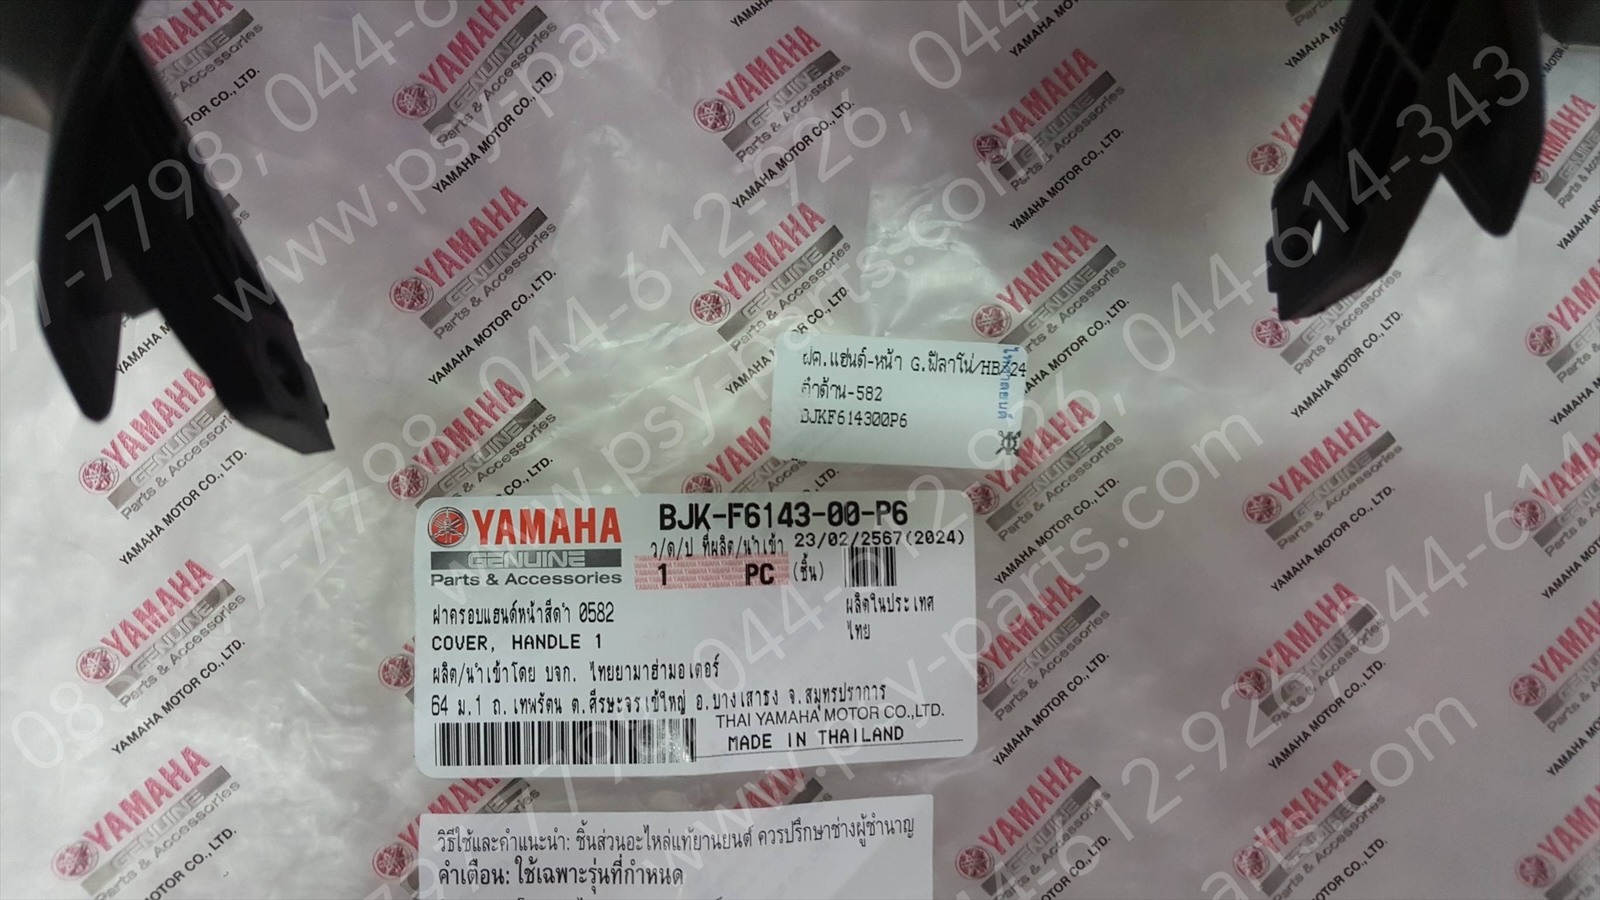 ฝค.แฮนด์-หน้า G.ฟีลาโน่/HB 24
ดำด้าน-582
BJKF614300P6
YAMAHA
GENUINE
Parts & Accessories
BJK-F6143-00-P6
ว/ด/ป ที่ผลิต/นำเข้า 23/02/2567(2024)
1 PC (ชิ้น)
ฝาครอบแฮนด์หน้าสีดำ 0582
ผลิตในประเทศ
ไทย
COVER, HANDLE 1
ผลิต/นำเข้าโดย บจก. ไทยยามาฮ่ามอเตอร์
64 ม.1 ถ.เทพรัตน ต.ศีรษะจรเข้ใหญ่ อ.บางเสาธง จ.สมุทรปราการ
THAI YAMAHA MOTOR CO.,LTD.
MADE IN THAILAND
วิธีใช้และคำแนะนำ: ชิ้นส่วนอะไหล่แท้ยานยนต์ ควรปรึกษาช่างผู้ชำนาญ
คำเตือน: ใช้เฉพาะรุ่นที่กำหนด
YAMAHA
GENUINE
Parts & Accessories
YAMAHA MOTOR CO., LTD.
www.psy-parts.com
044-612-926, 044-614-343